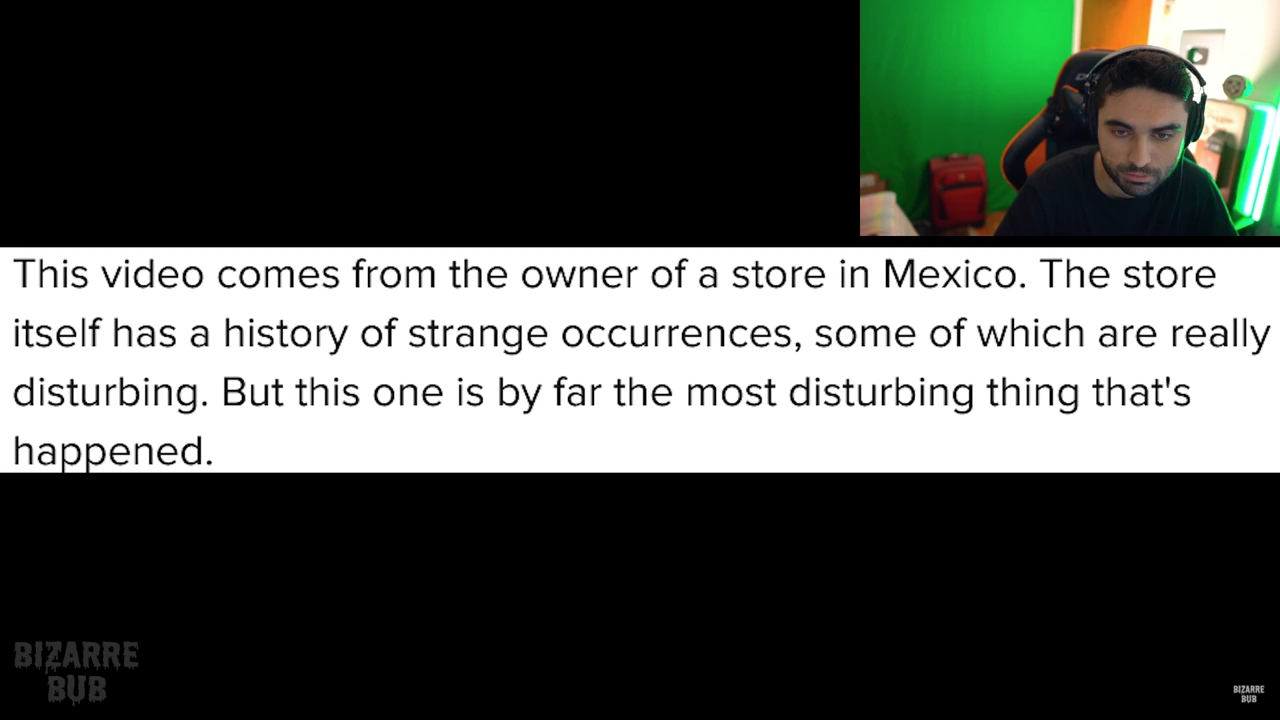 This video comes from the owner of a store in Mexico. The store
itself has a history of strange occurrences, some of which are really
disturbing. But this one is by far the most disturbing thing that's
happened.
BIZARRE
BUB
BIZARRE
BUB